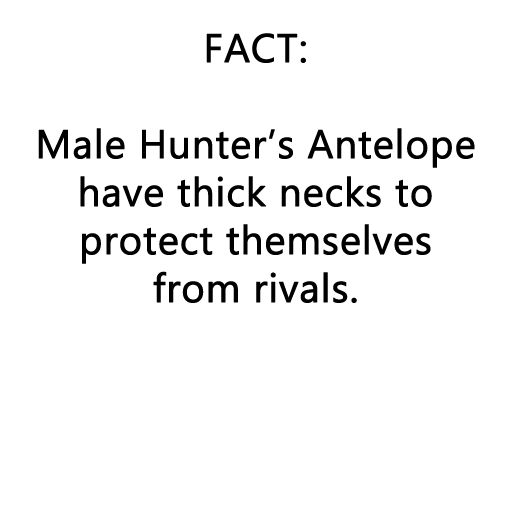 FACT:
Male Hunter’s Antelope
have thick necks to
protect themselves
from rivals.